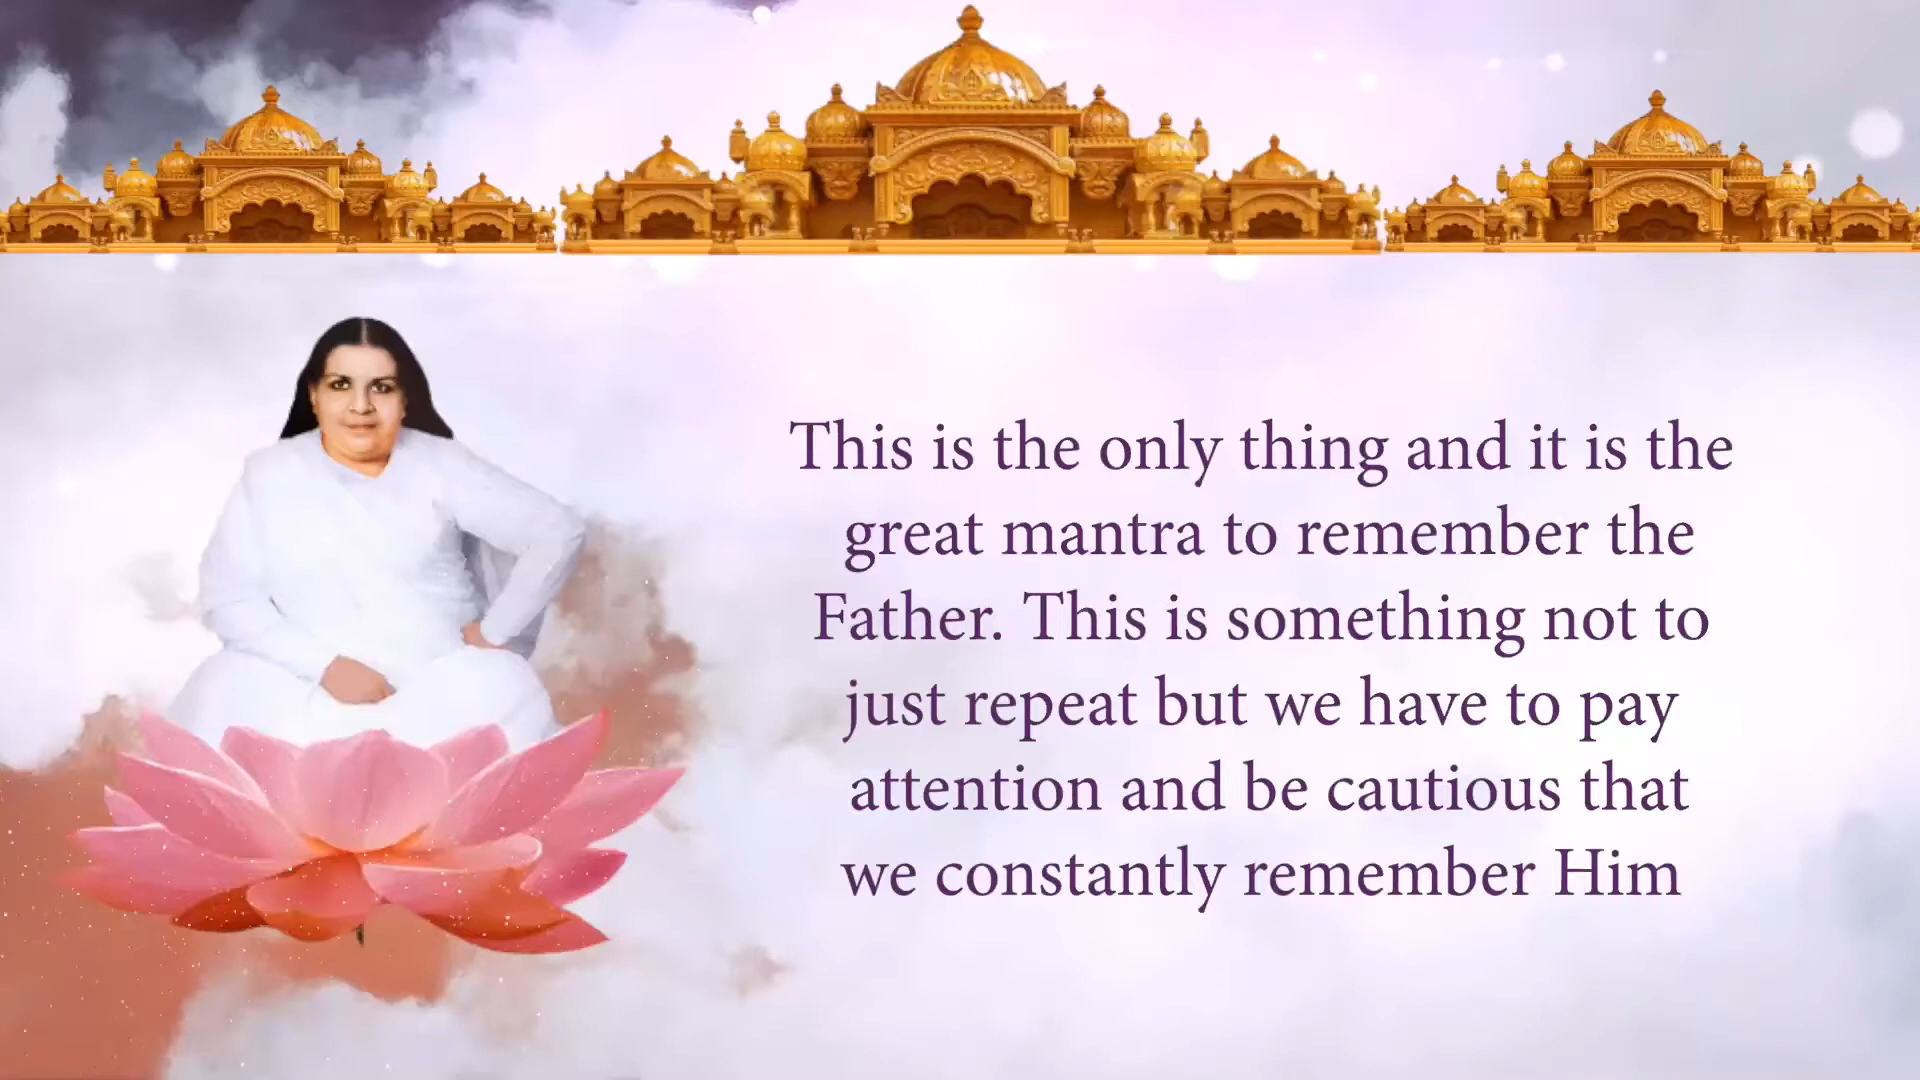 This is the only thing and it is the
great mantra to remember the
Father. This is something not to
just repeat but we have to pay
attention and be cautious that
we constantly remember Him